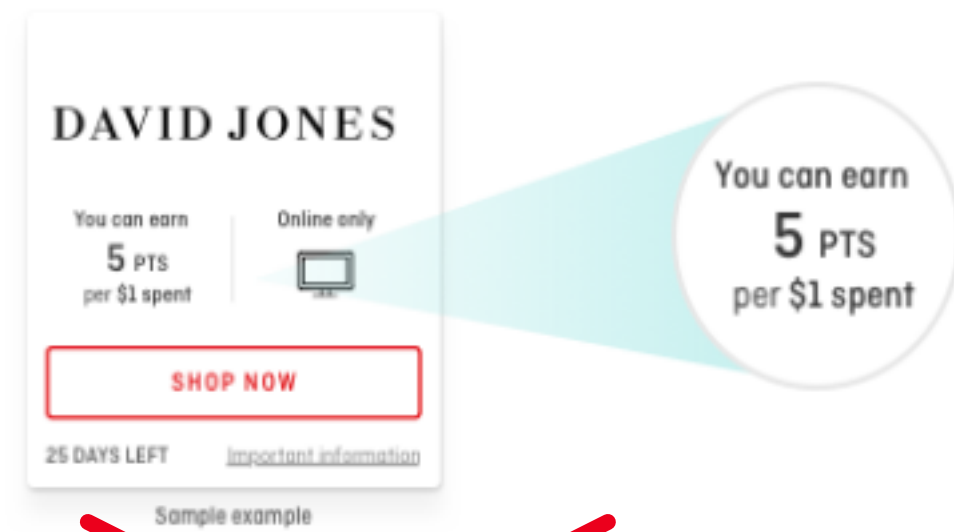 DAVID JONES
You can earn
5 PTS
per $1 spent
Online only
SHOP NOW
25 DAYS LEFT
Important information
Sample example
You can earn
5 PTS
per $1 spent